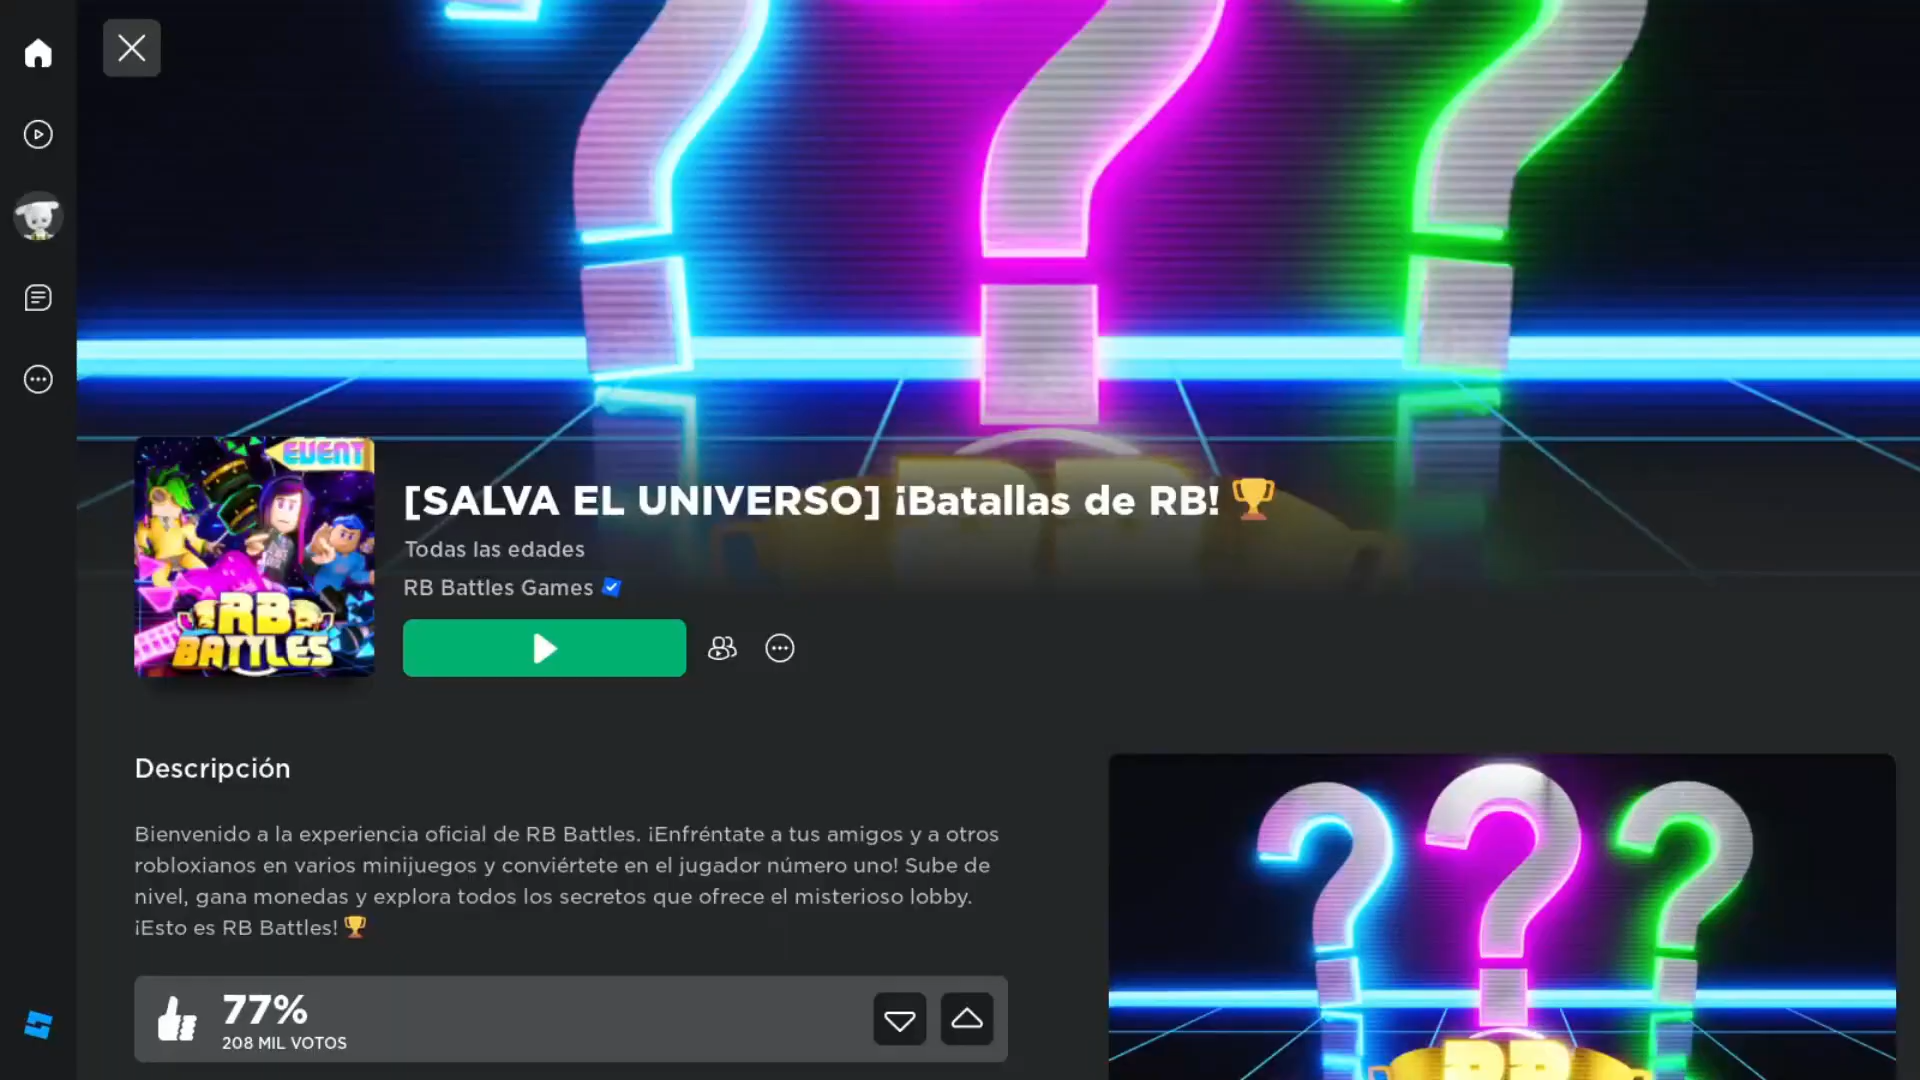 EVENT
RB
BATTLES
[SALVA EL UNIVERSO] ¡Batallas de RB! 🏆
Todas las edades
RB Battles Games
Descripción
Bienvenido a la experiencia oficial de RB Battles. ¡Enfréntate a tus amigos y a otros
robloxianos en varios minijuegos y conviértete en el jugador número uno! Sube de
nivel, gana monedas y explora todos los secretos que ofrece el misterioso lobby.
¡Esto es RB Battles! 🏆
77%
208 MIL VOTOS
???
RB